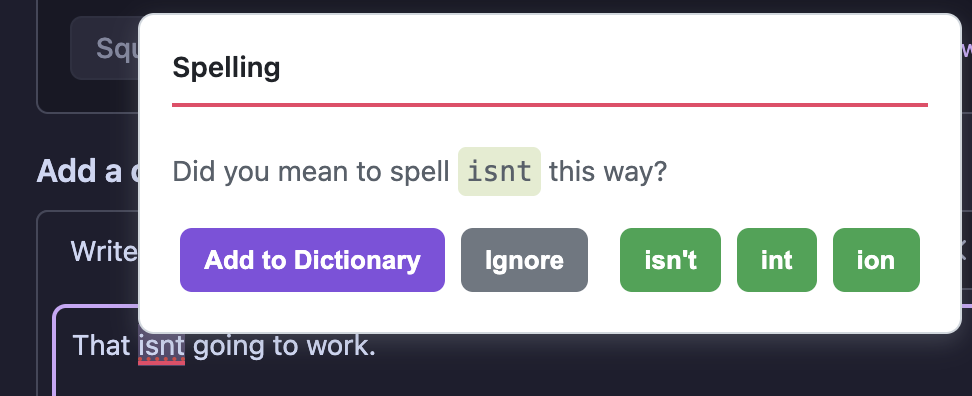 Spelling
Did you mean to spell isnt this way?
Add to Dictionary Ignore isn't int ion
Add a
Write
That isnt going to work.